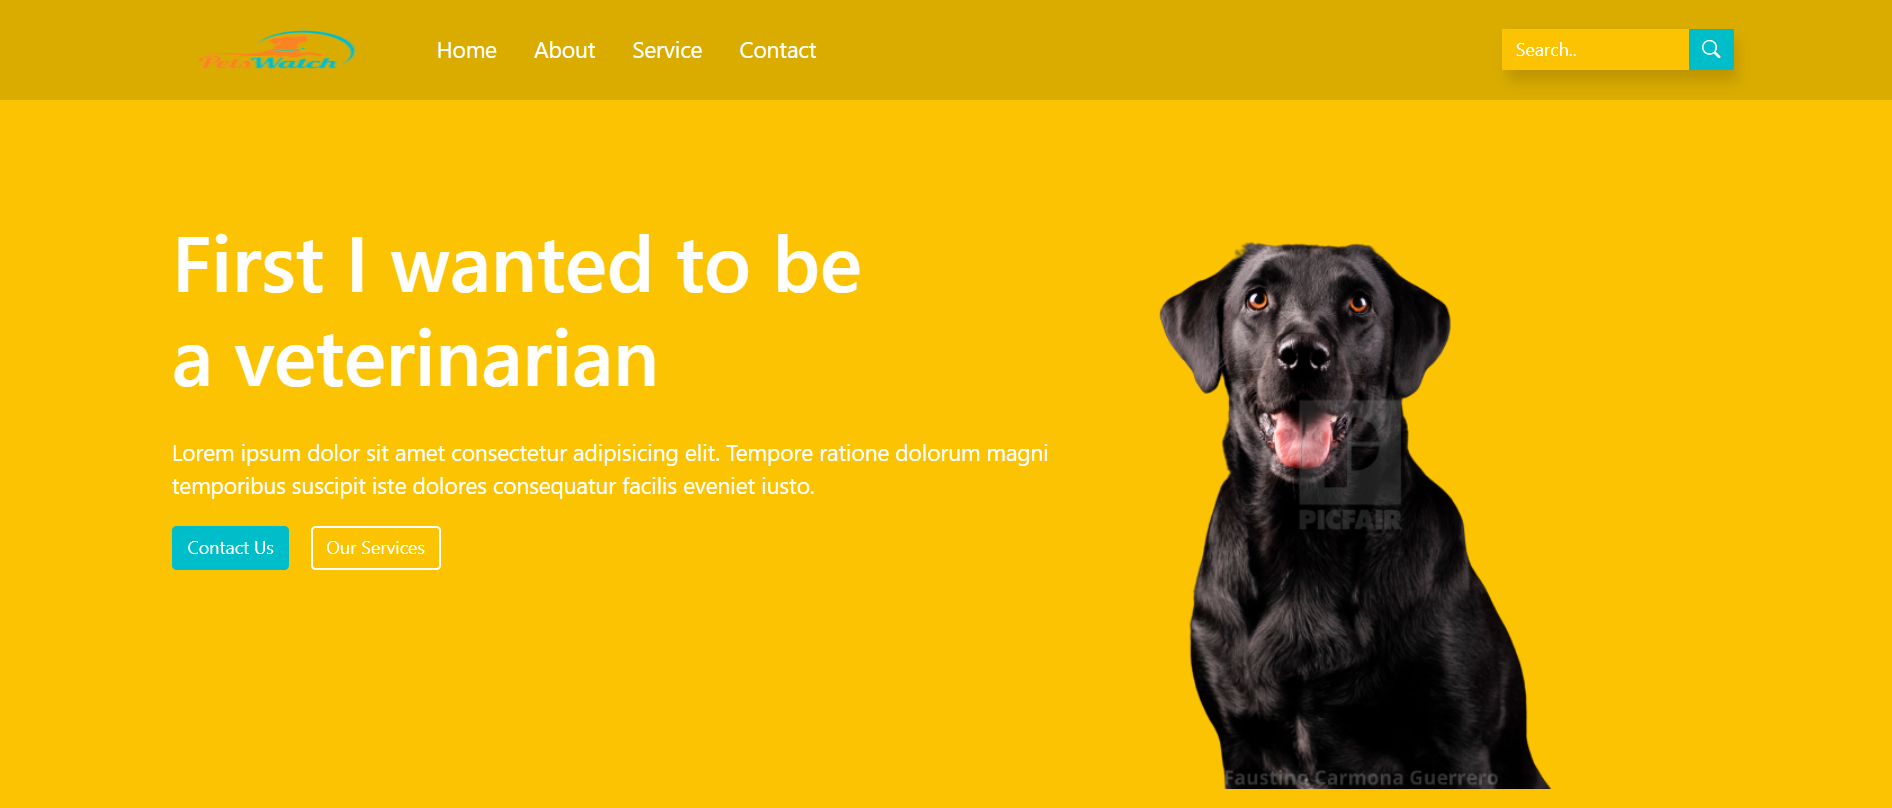 PetsWatch
Home
About
Service
Contact
Search..
First I wanted to be
a veterinarian
Lorem ipsum dolor sit amet consectetur adipisicing elit. Tempore ratione dolorum magni
temporibus suscipit iste dolores consequatur facilis eveniet iusto.
Contact Us
Our Services
PICFAIR
Faustino Carmona Guerrero